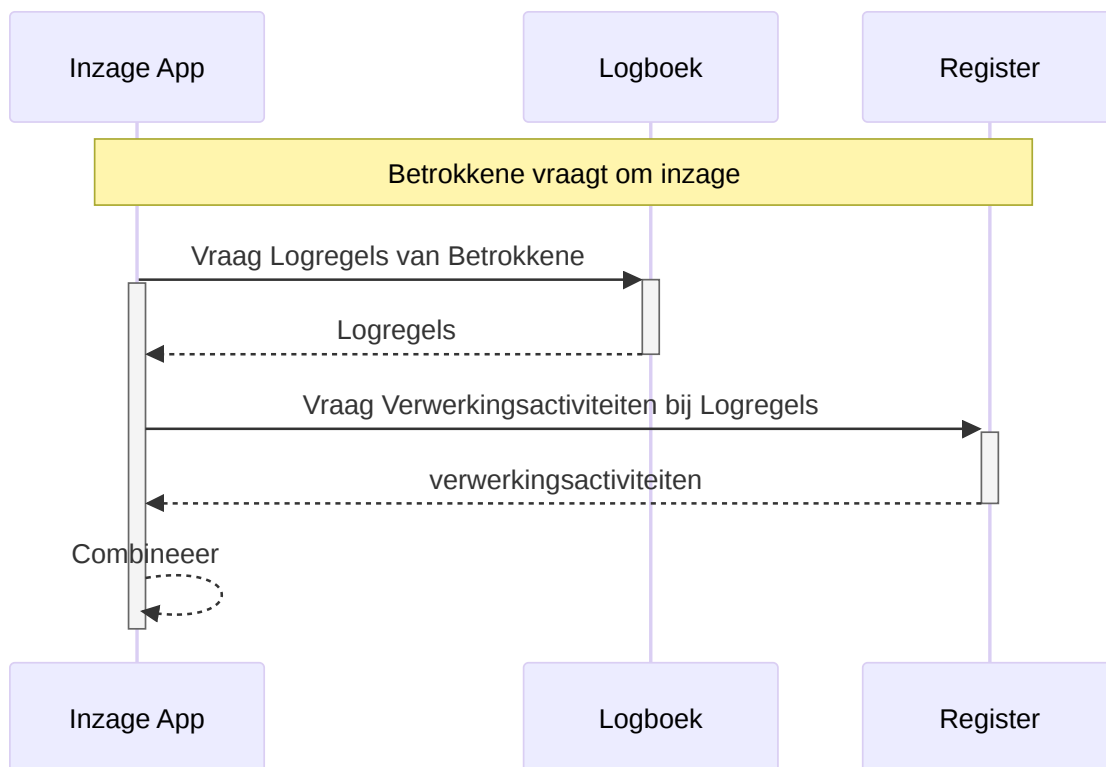 Inzage App
Logboek
Register
Betrokkene vraagt om inzage
Vraag Logregels van Betrokkene
Logregels
Vraag Verwerkingsactiviteiten bij Logregels
verwerkingsactiviteiten
Combineeer
Inzage App
Logboek
Register